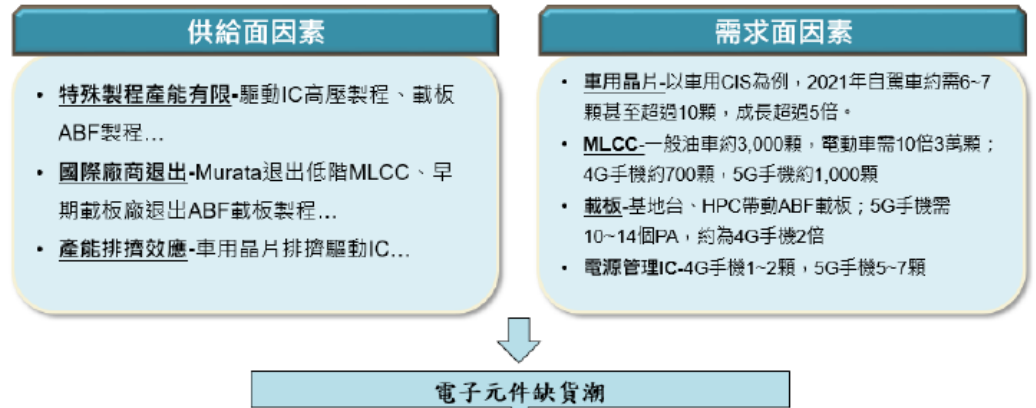 供給面因素
• 特殊製程產能有限-驅動IC高壓製程、載板
ABF製程…
• 國際廠商退出-Murata退出低階MLCC、早
期載板廠退出ABF載板製程…
• 產能排擠效應-車用晶片排擠驅動IC…
需求面因素
• 車用晶片-以車用CIS為例，2021年自駕車約需6~7
顆甚至超過10顆，成長超過5倍。
• MLCC-一般油車約3,000顆，電動車需10倍3萬顆；
4G手機約700顆，5G手機約1,000顆
• 載板-基地台、HPC帶動ABF載板；5G手機需
10~14個PA，約為4G手機2倍
• 電源管理IC-4G手機1~2顆，5G手機5~7顆
電子元件缺貨潮